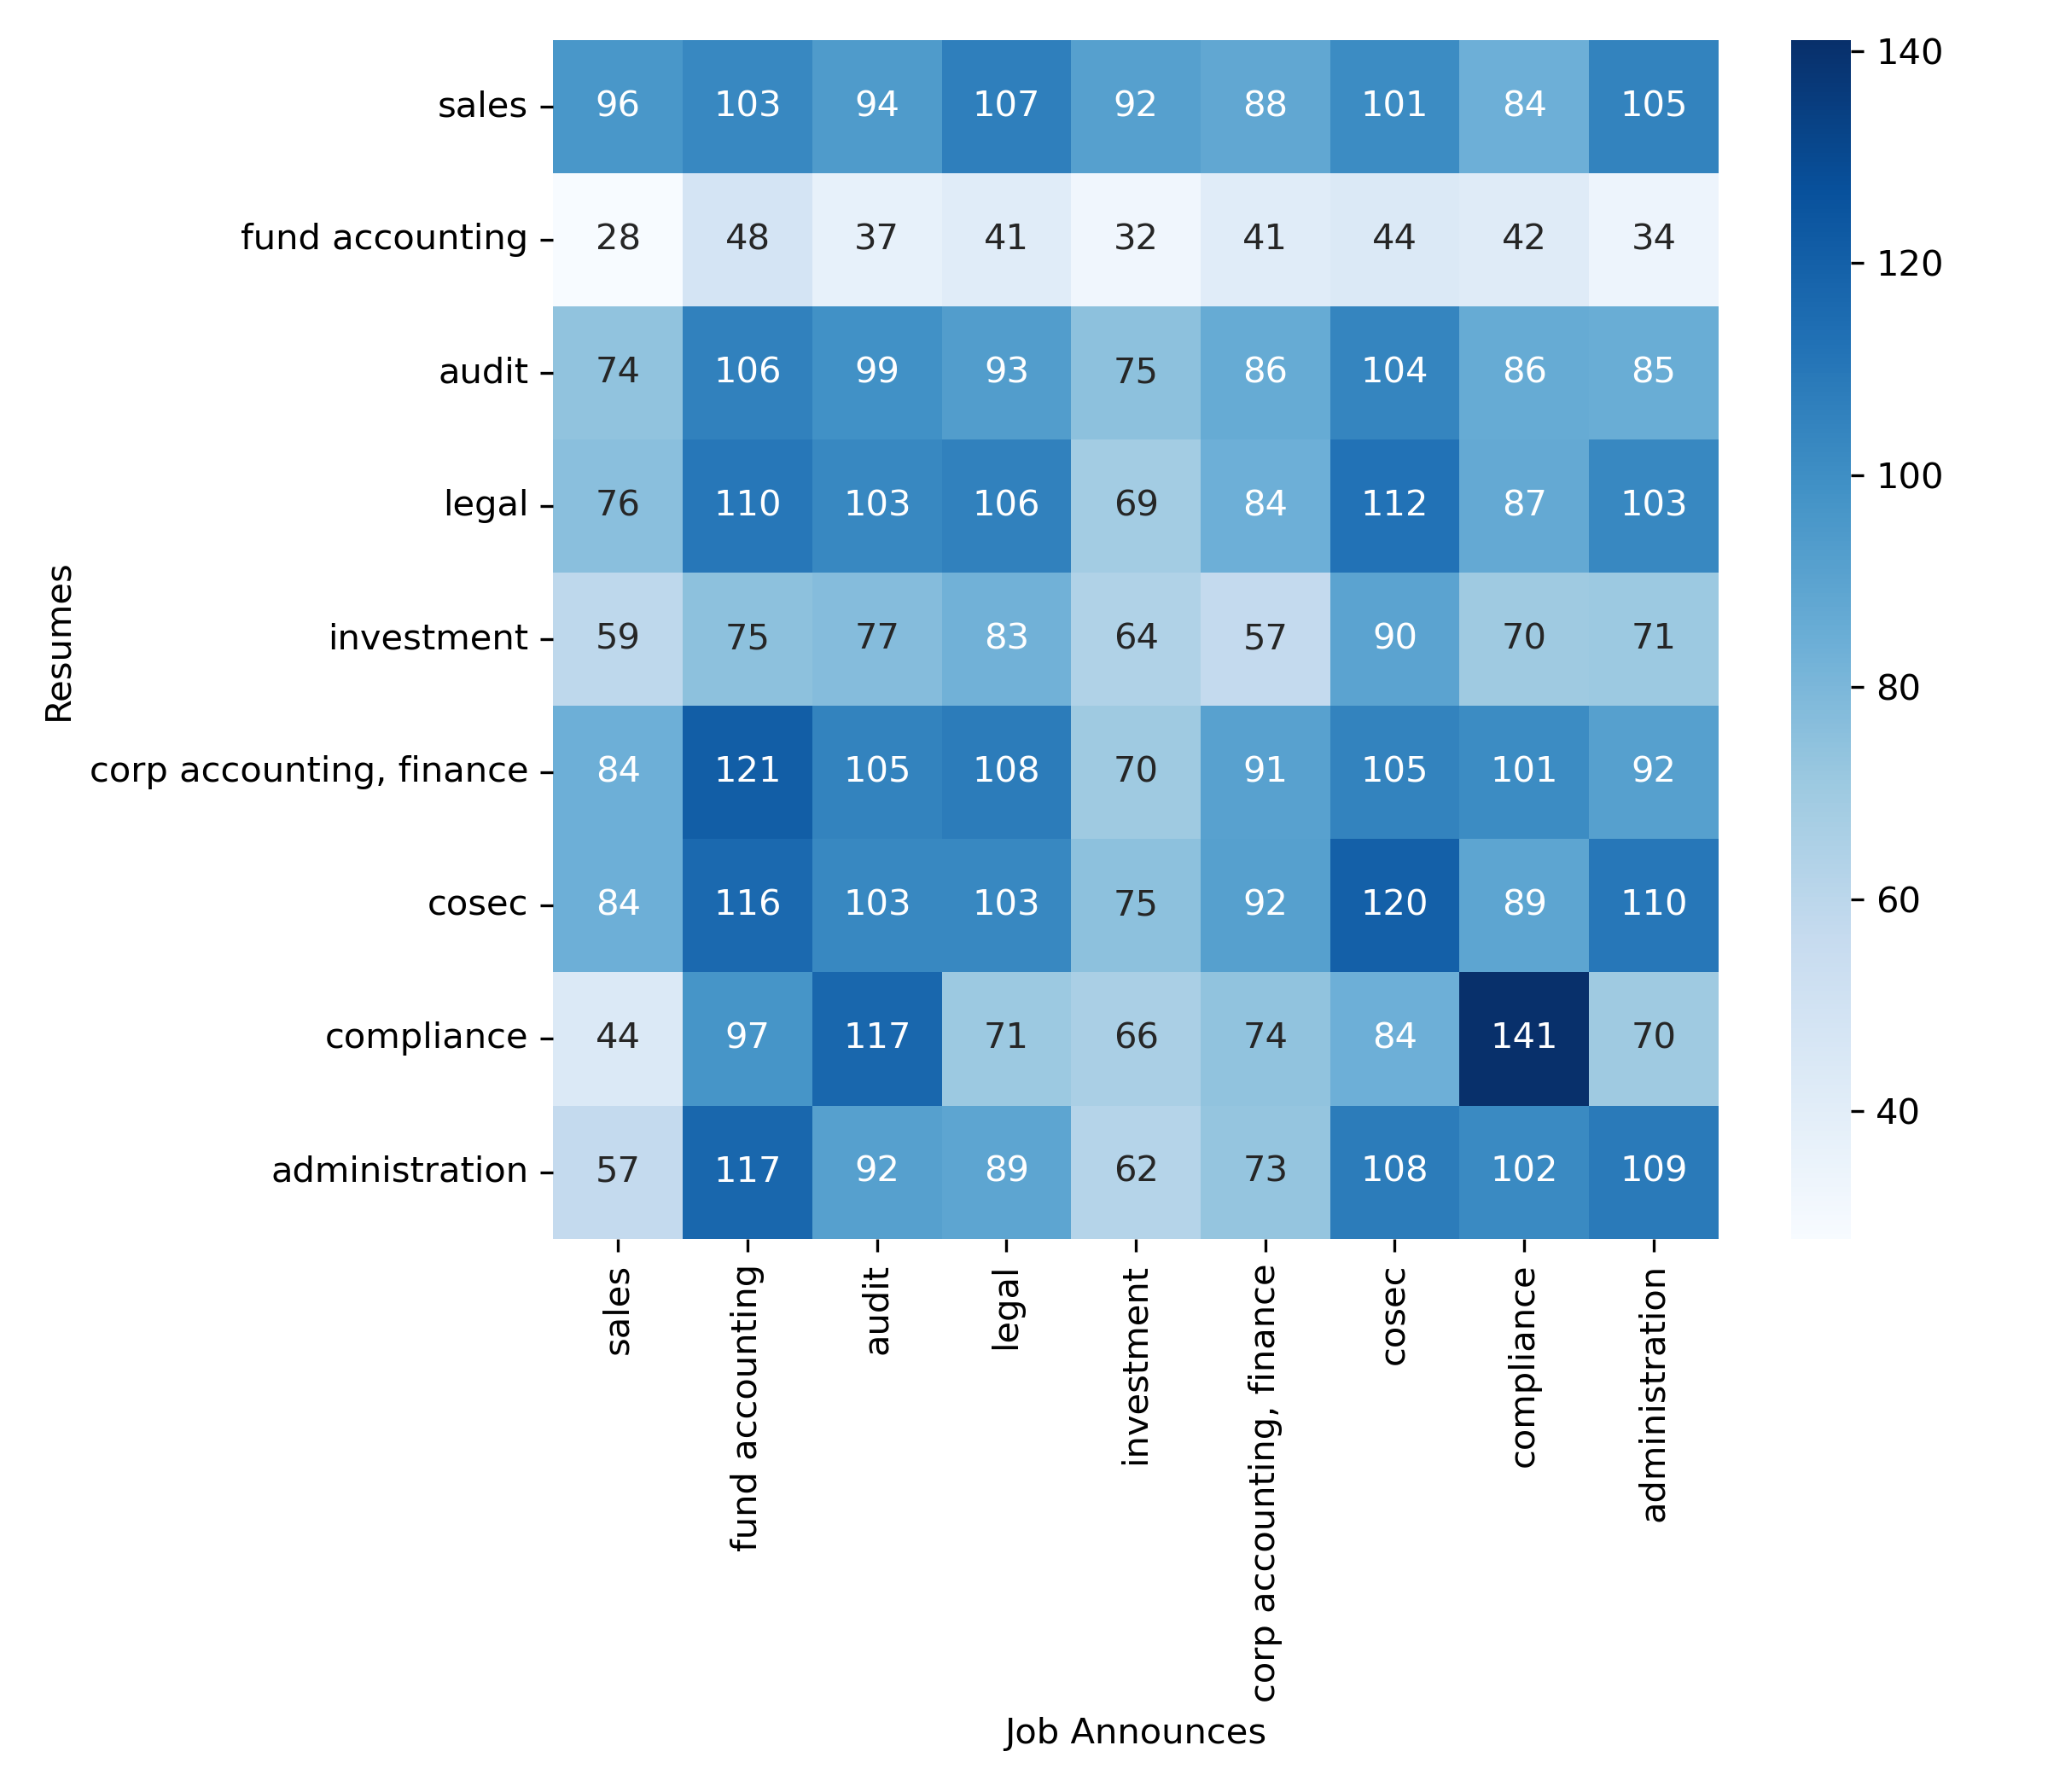 sales 96 103 94 107 92 88 101 84 105
fund accounting 28 48 37 41 32 41 44 42 34
audit 74 106 99 93 75 86 104 86 85
legal 76 110 103 106 69 84 112 87 103
investment 59 75 77 83 64 57 90 70 71
corp accounting, finance 84 121 105 108 70 91 105 101 92
cosec 84 116 103 103 75 92 120 89 110
compliance 44 97 117 71 66 74 84 141 70
administration 57 117 92 89 62 73 108 102 109
Resumes
sales
fund accounting
audit
legal
investment
corp accounting, finance
cosec
compliance
administration
Job Announces
140
120
100
80
60
40